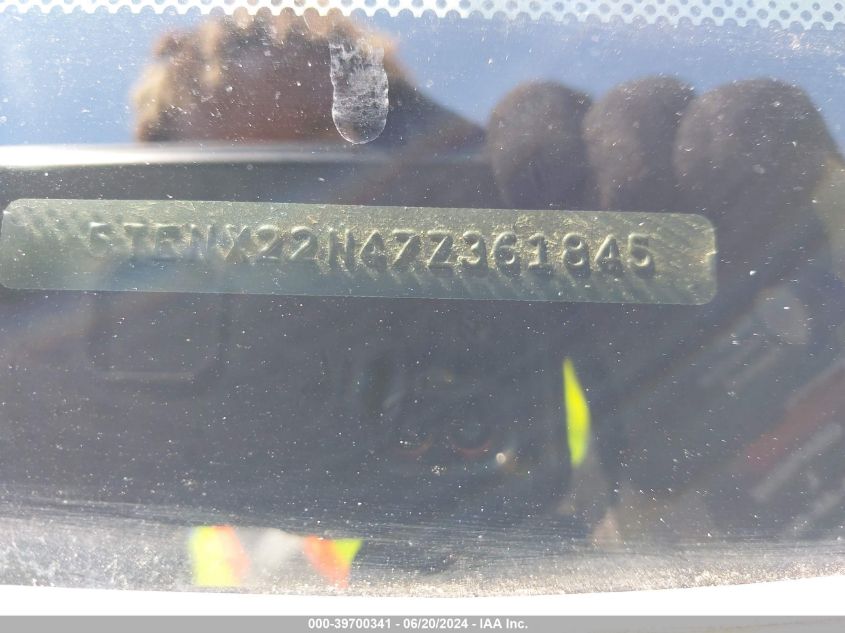 5TENX22N47Z361845
000-39700341 | 06/20/2024 - IAA Inc.